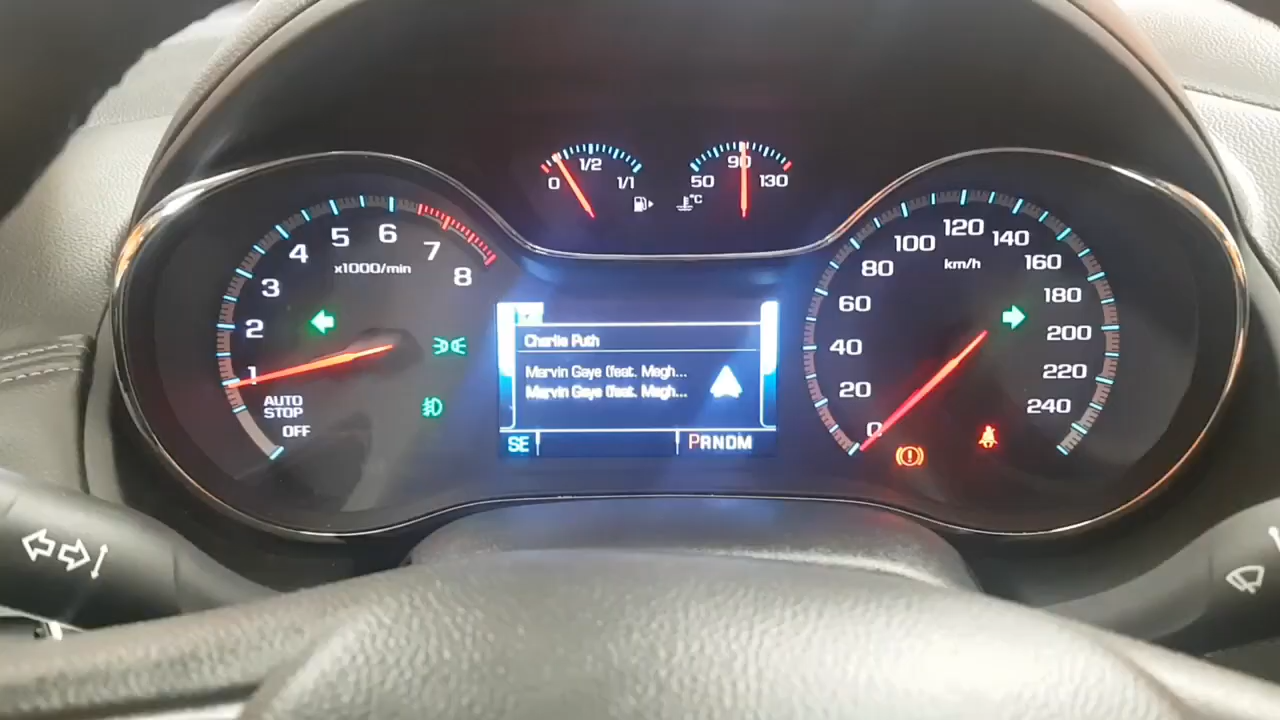 0 1/2 1/1
50 90 130
°C
1 2 3 4 5 6 7 8
x1000/min
AUTO
STOP
OFF
Charlie Puth
Marvin Gaye (feat. Megh...
Marvin Gaye (feat. Megh...
SE
PRNDM
0 20 40 60 80 100 120 140 160 180 200 220 240
km/h